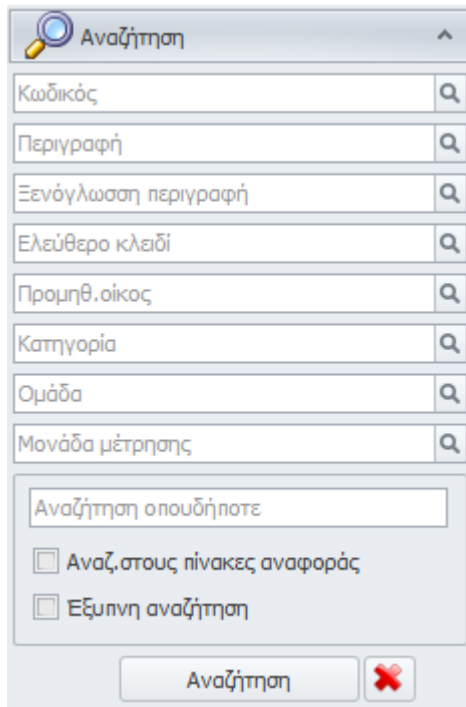 Αναζήτηση
Κωδικός
Περιγραφή
Ξενόγλωσση περιγραφή
Ελεύθερο κλειδί
Προμηθ.οίκος
Κατηγορία
Ομάδα
Μονάδα μέτρησης
Αναζήτηση οπουδήποτε
Αναζ.στους πίνακες αναφοράς
Έξυπνη αναζήτηση
Αναζήτηση